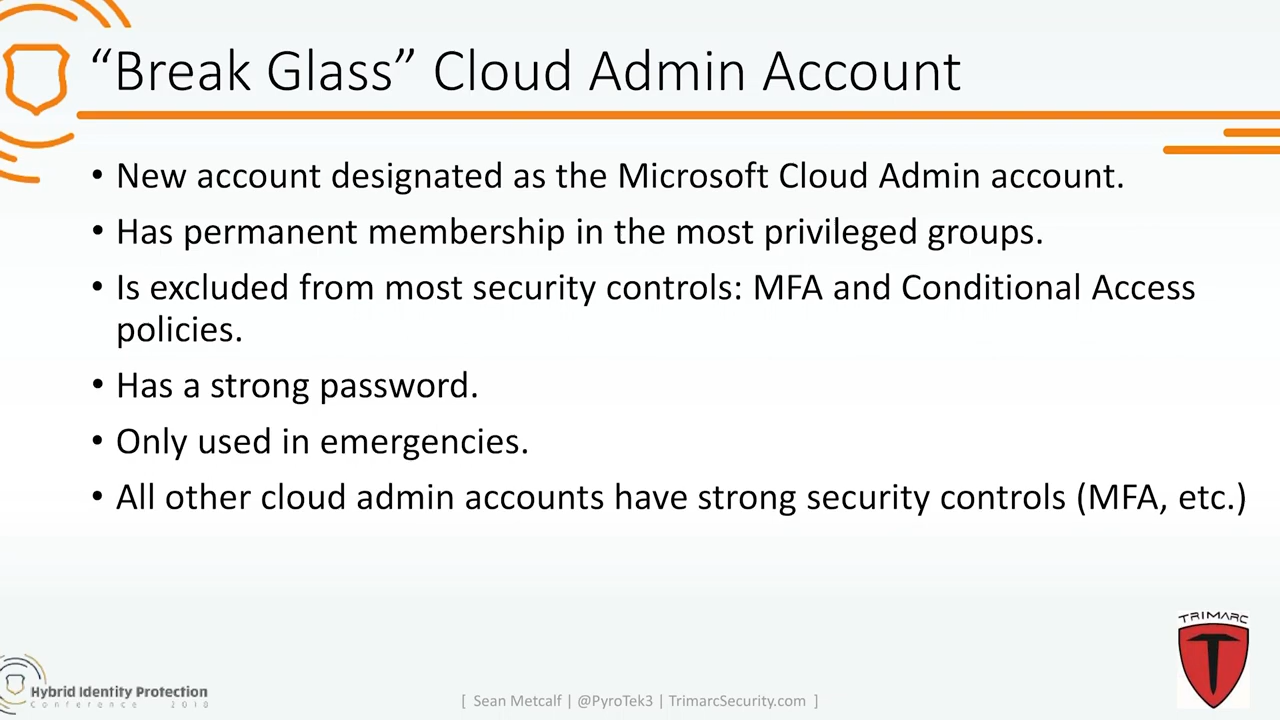 “Break Glass” Cloud Admin Account
• New account designated as the Microsoft Cloud Admin account.
• Has permanent membership in the most privileged groups.
• Is excluded from most security controls: MFA and Conditional Access
policies.
• Has a strong password.
• Only used in emergencies.
• All other cloud admin accounts have strong security controls (MFA, etc.)
TRIMARC
T
Hybrid Identity Protection
Conference 2018
[ Sean Metcalf | @PyroTek3 | TrimarcSecurity.com ]